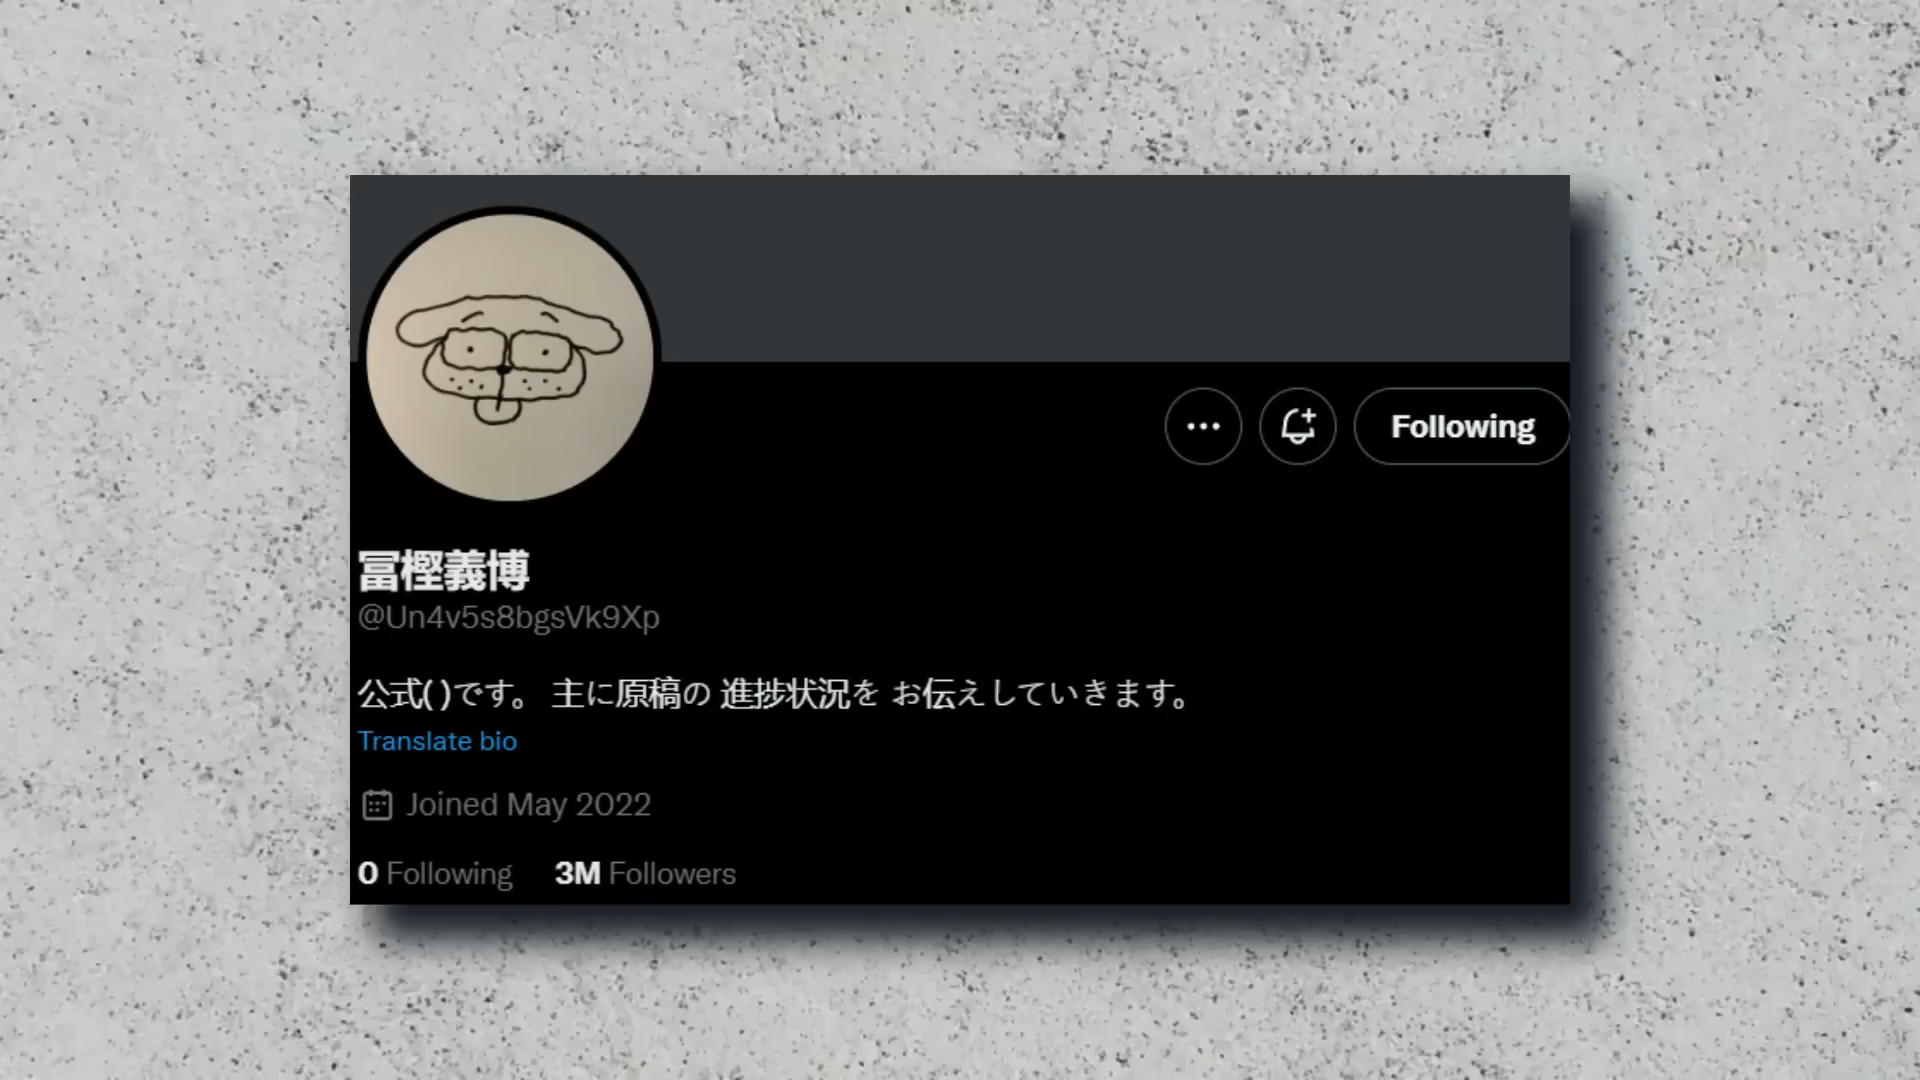 Following
冨樫義博
@Un4v5s8bgsVk9Xp
公式( )です。 主に原稿の 進捗状況を お伝えしていきます。
Translate bio
Joined May 2022
0 Following 3M Followers